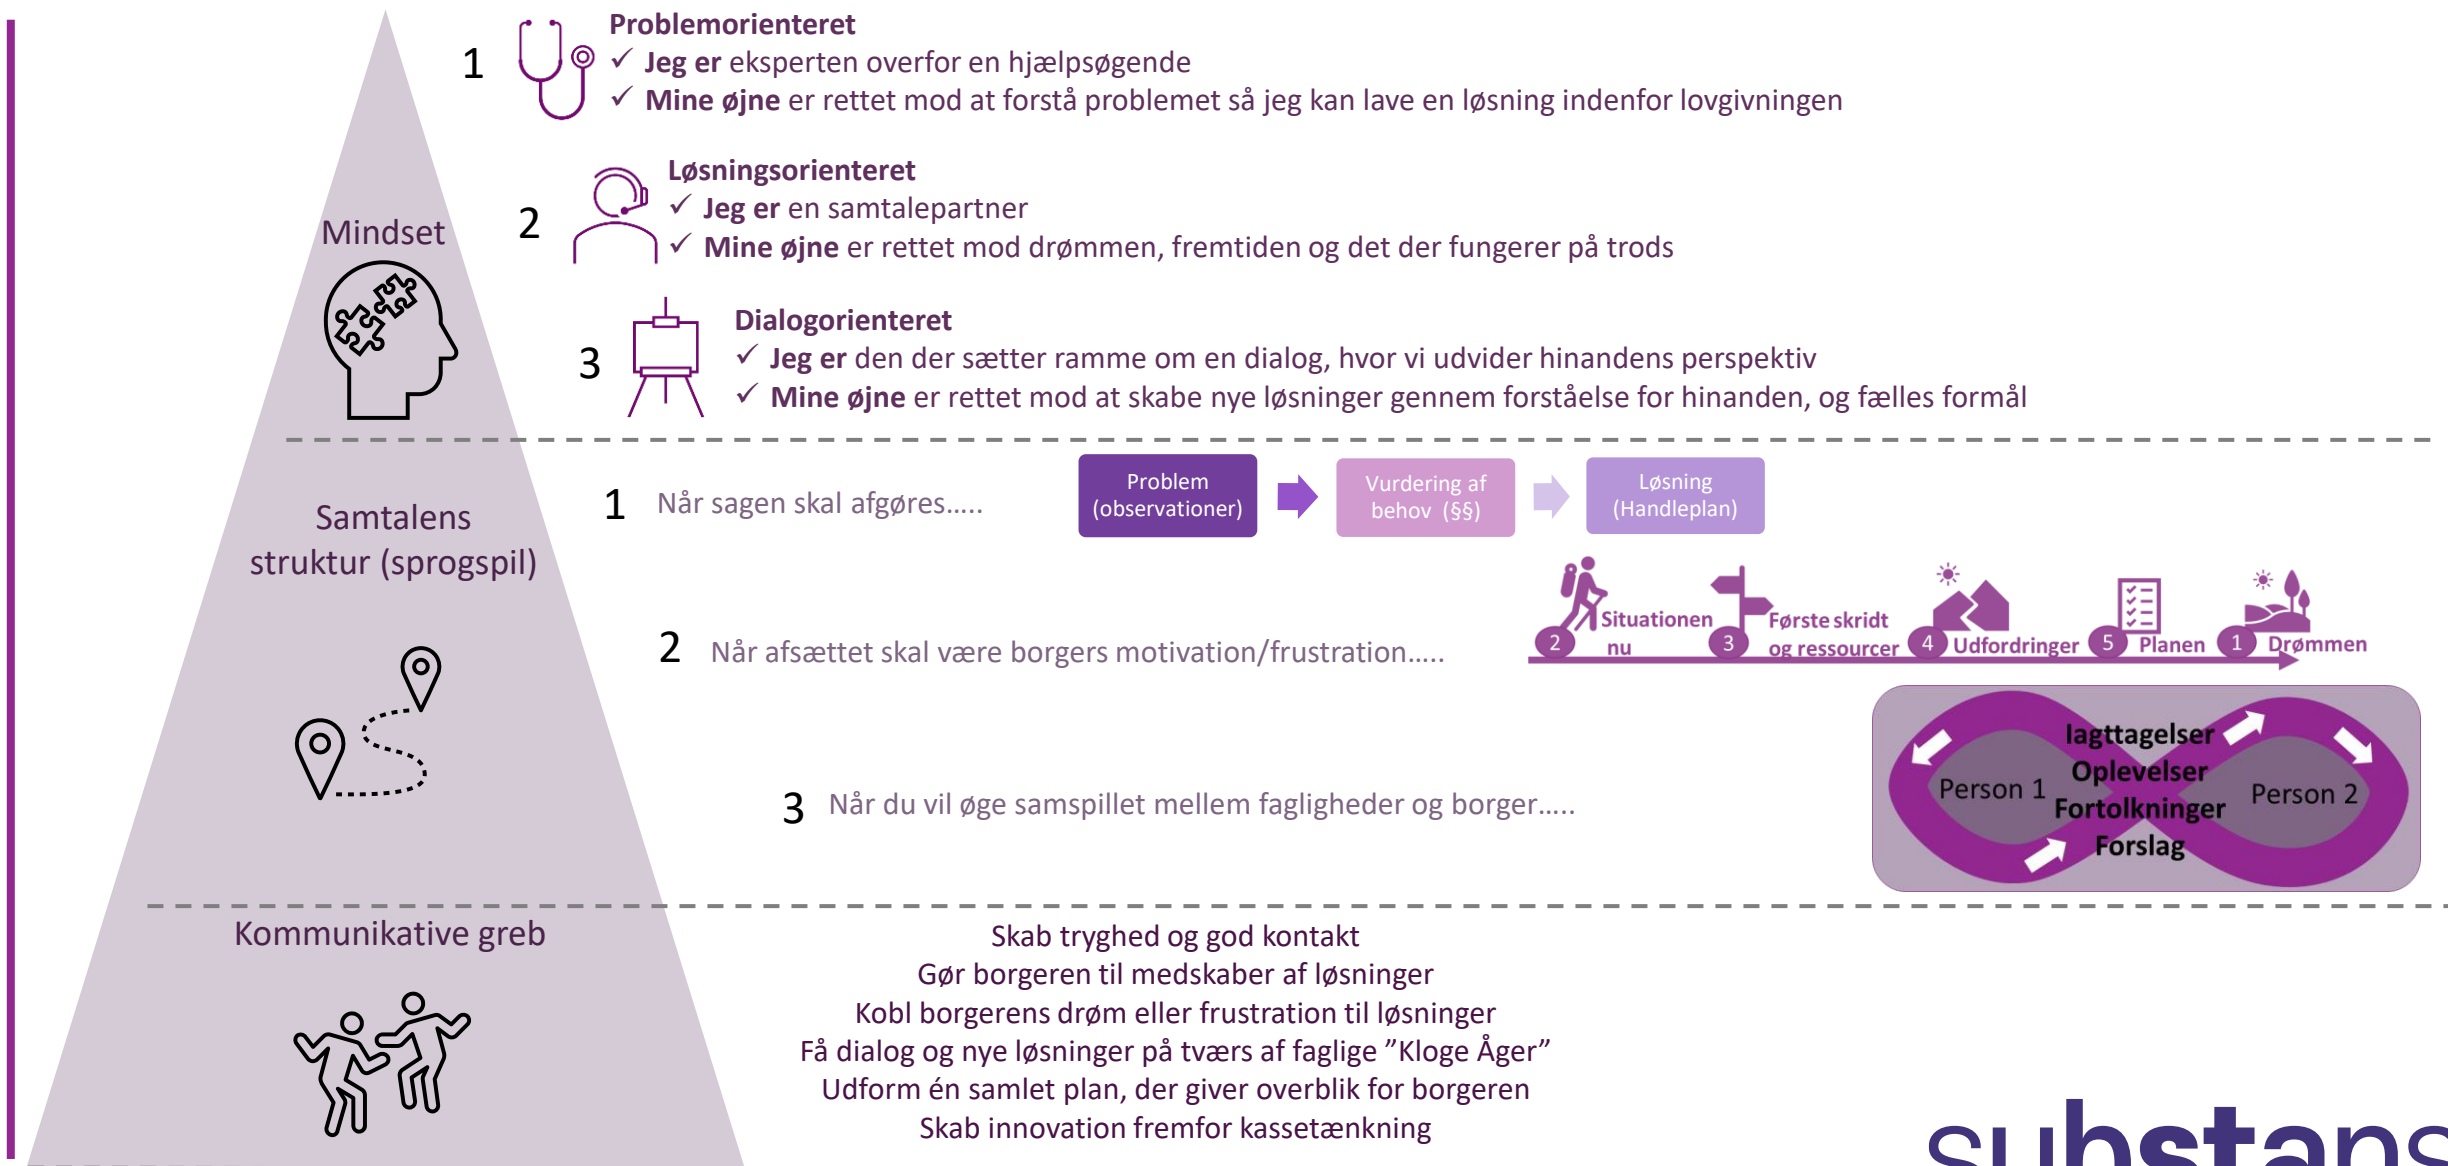 Mindset
1
Problemorienteret
✓ Jeg er eksperten overfor en hjælpsøgende
✓ Mine øjne er rettet mod at forstå problemet så jeg kan lave en løsning indenfor lovgivningen
2
Løsningsorienteret
✓ Jeg er en samtalepartner
✓ Mine øjne er rettet mod drømmen, fremtiden og det der fungerer på trods
3
Dialogorienteret
✓ Jeg er den der sætter ramme om en dialog, hvor vi udvider hinandens perspektiv
✓ Mine øjne er rettet mod at skabe nye løsninger gennem forståelse for hinanden, og fælles formål
Samtalens
struktur (sprogspil)
1 Når sagen skal afgøres.....
Problem
(observationer)
Vurdering af
behov (§§)
Løsning
(Handleplan)
2 Når afsættet skal være borgers motivation/frustration.....
2 Situationen
nu
3 Første skridt
og ressourcer
4 Udfordringer
5 Planen
1 Drømmen
3 Når du vil øge samspillet mellem fagligheder og borger.....
Person 1
Iagttagelser
Oplevelser
Fortolkninger
Forslag
Person 2
Kommunikative greb
Skab tryghed og god kontakt
Gør borgeren til medskaber af løsninger
Kobl borgerens drøm eller frustration til løsninger
Få dialog og nye løsninger på tværs af faglige ”Kloge Åger”
Udform én samlet plan, der giver overblik for borgeren
Skab innovation fremfor kassetænkning
substans